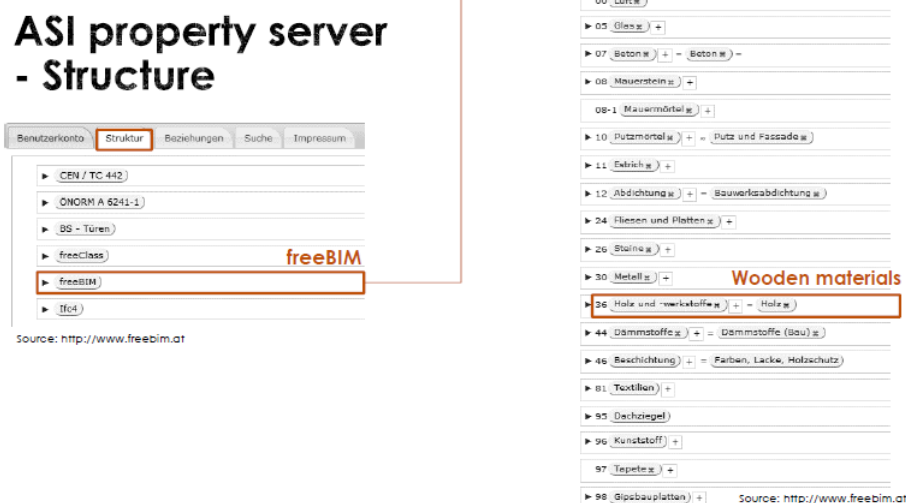 ASI property server
- Structure
Benutzerkonto Struktur Beziehungen Suche Impressum
▶ CEN / TC 442
▶ ÖNORM A 6241-1
▶ BS - Türen
▶ freeClass
freeBIM
▶ freeBIM
▶ Ifc4
Source: http://www.freebim.at
▶ 05 Glas x +
▶ 07 Beton x + – Beton x –
▶ 08 Mauerstein x +
08-1 Mauermörtel x +
▶ 10 Putzmörtel x + – Putz und Fassade x
▶ 11 Estrich x +
▶ 12 Abdichtung x + – Bauwerksabdichtung x
▶ 24 Fliesen und Platten x +
▶ 26 Steine x +
▶ 30 Metall x +
Wooden materials
▶ 36 Holz und -werkstoffe x + – Holz x
▶ 44 Dämmstoffe x + = Dämmstoffe (Bau) x
▶ 46 Beschichtung + = Farben, Lacke, Holzschutz
▶ 81 Textilien +
▶ 95 Dachziegel
▶ 96 Kunststoff +
97 Tapete x +
▶ 98 Gipsbauplatten +
Source: http://www.freebim.at